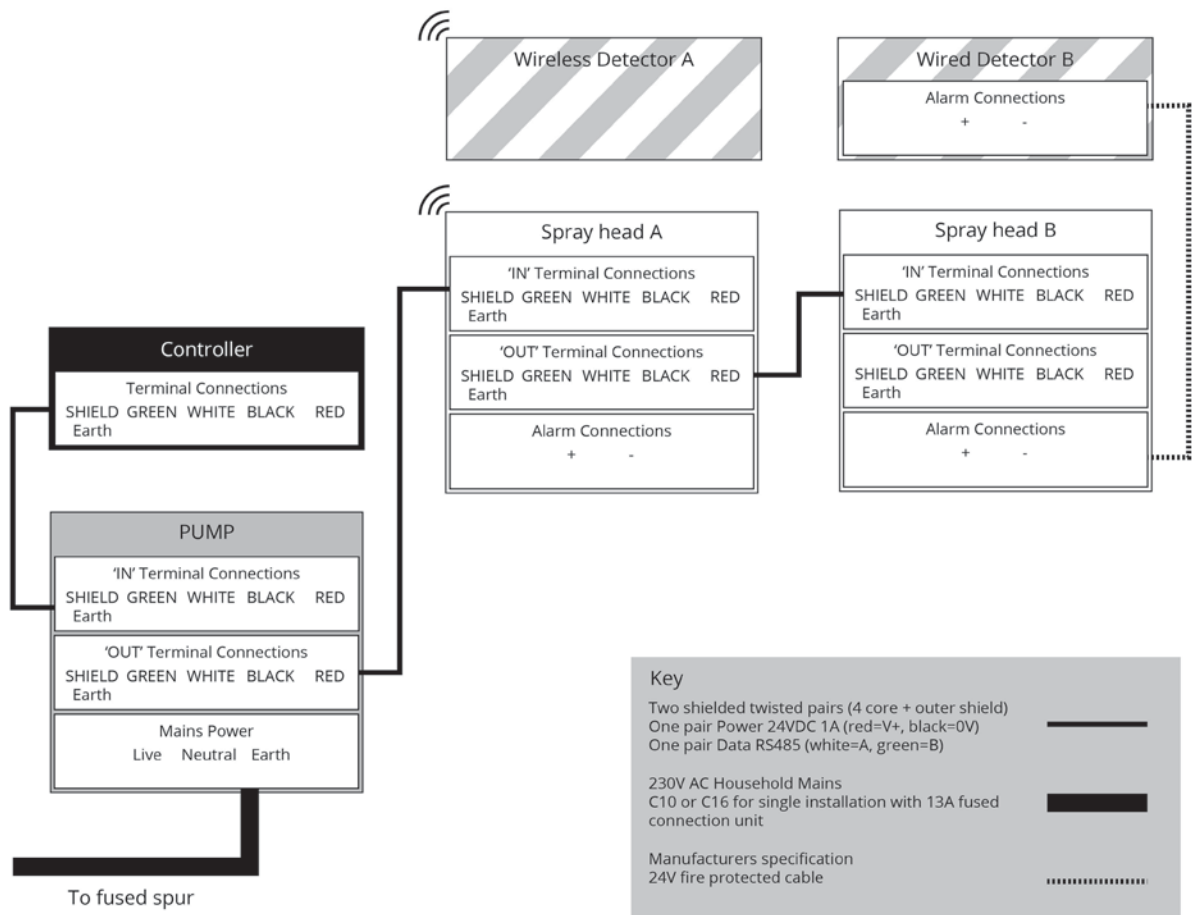 Wireless Detector A
Wired Detector B
Alarm Connections
+ -
Spray head A
'IN' Terminal Connections
SHIELD GREEN WHITE BLACK RED
Earth
'OUT' Terminal Connections
SHIELD GREEN WHITE BLACK RED
Earth
Alarm Connections
+ -
Spray head B
'IN' Terminal Connections
SHIELD GREEN WHITE BLACK RED
Earth
'OUT' Terminal Connections
SHIELD GREEN WHITE BLACK RED
Earth
Alarm Connections
+ -
Controller
Terminal Connections
SHIELD GREEN WHITE BLACK RED
Earth
PUMP
'IN' Terminal Connections
SHIELD GREEN WHITE BLACK RED
Earth
'OUT' Terminal Connections
SHIELD GREEN WHITE BLACK RED
Earth
Mains Power
Live Neutral Earth
To fused spur
Key
Two shielded twisted pairs (4 core + outer shield)
One pair Power 24VDC 1A (red=V+, black=0V)
One pair Data RS485 (white=A, green=B)
230V AC Household Mains
C10 or C16 for single installation with 13A fused
connection unit
Manufacturers specification
24V fire protected cable